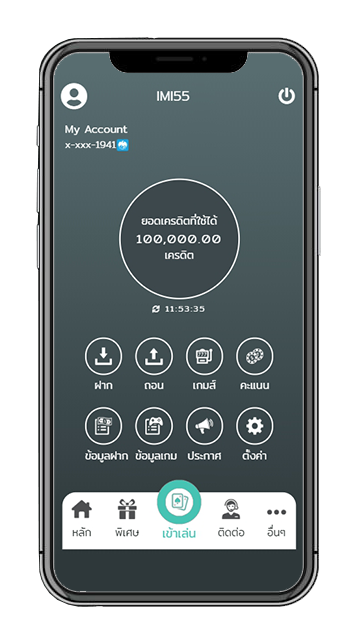 IMI55
My Account
x-xxx-1941
ยอดเครดิตที่ใช้ได้
100,000.00
เครดิต
11:53:35
ฝาก ถอน เกมส์ คะแนน
ข้อมูลฝาก ข้อมูลเกม ประกาศ ตั้งค่า
หลัก พิเศษ เข้าเล่น ติดต่อ อื่นๆ